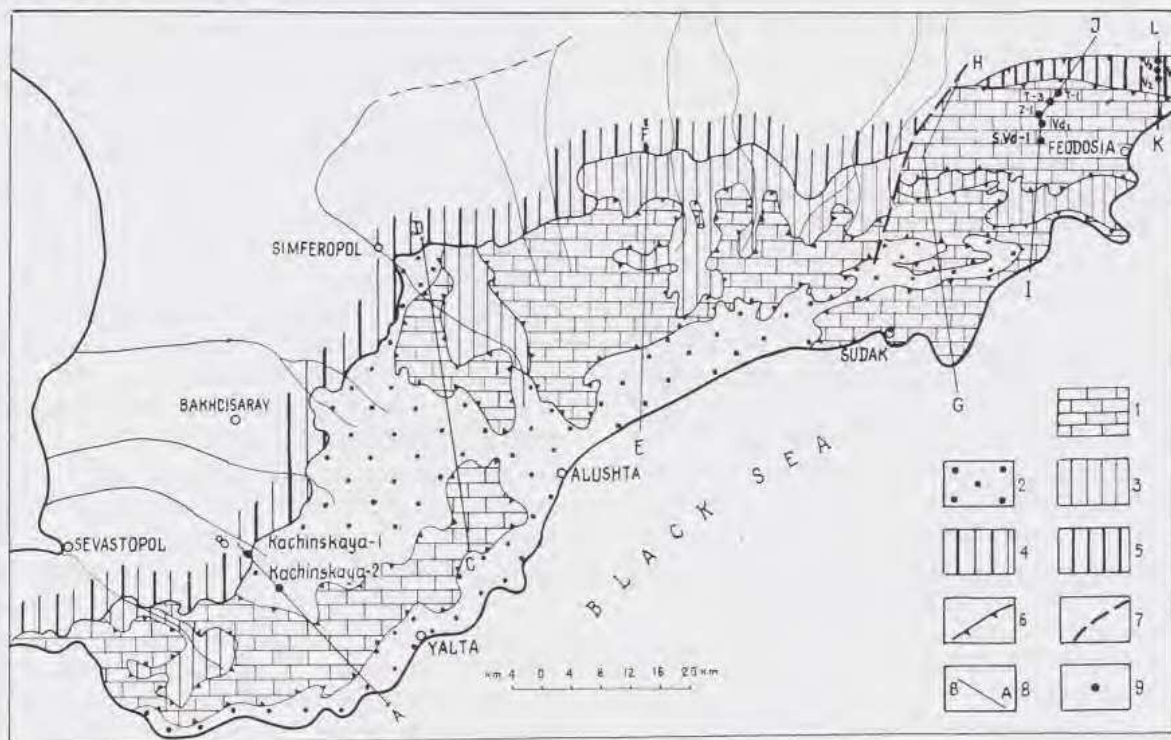 J
L
H
T-3
T-1
Z-1
S.Vd-1
FEODOSIA
K
F
D
SIMFEROPOL
I
SUDAK
BAKHCISARAY
G
1
E
ALUSHTA
BLACK SEA
2
3
SEVASTOPOL
B
Kachinskaya-1
C
4
5
Kachinskaya-2
6
7
YALTA
km 4 0 4 8 12 16 20 km
A
B A 8
9